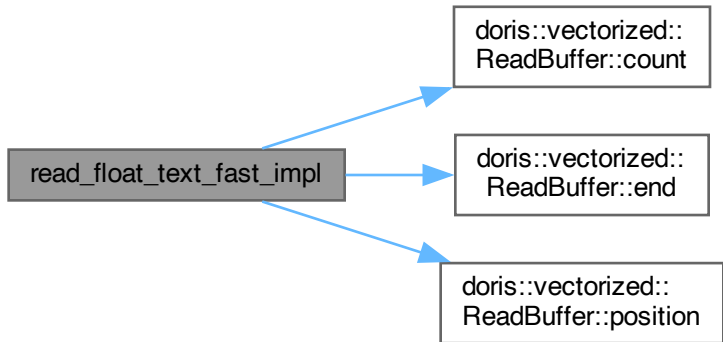 doris::vectorized::
ReadBuffer::count
read_float_text_fast_impl
doris::vectorized::
ReadBuffer::end
doris::vectorized::
ReadBuffer::position